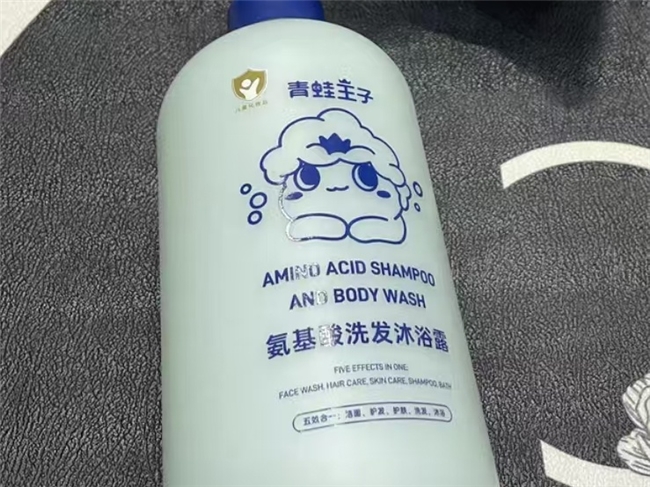 青蛙王子
AMINO ACID SHAMPOO
AND BODY WASH
氨基酸洗发沐浴露
FIVE EFFECTS IN ONE:
FACE WASH, HAIR CARE, SKIN CARE, SHAMPOO, BATH
五效合一：洁面、护发、护肤、洗发、沐浴